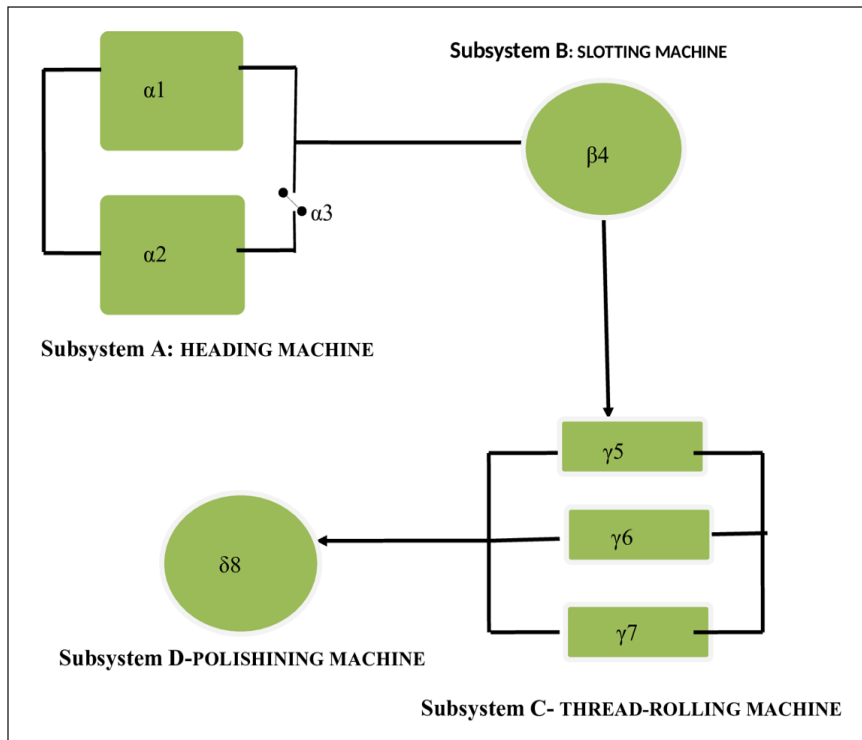 Subsystem B: SLOTTING MACHINE
α1
β4
α3
α2
Subsystem A: HEADING MACHINE
γ5
γ6
δ8
γ7
Subsystem D-POLISHINING MACHINE
Subsystem C- THREAD-ROLLING MACHINE